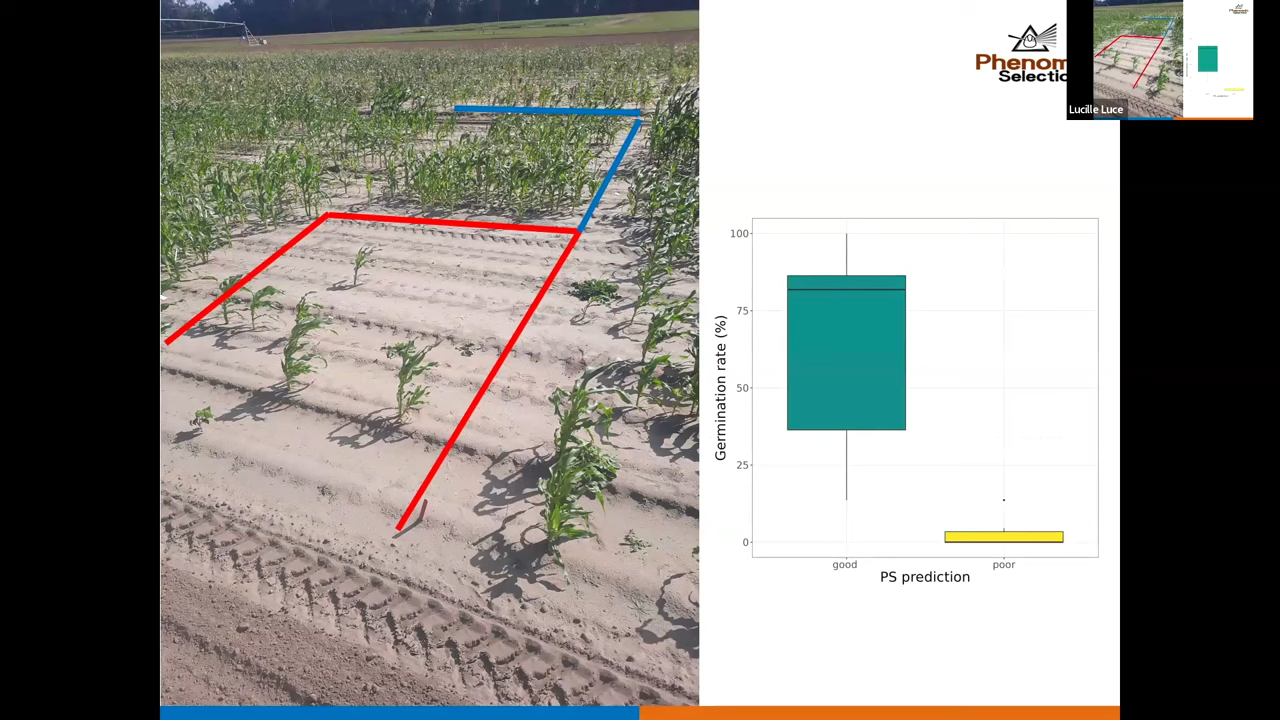 Phenom
Selectio
Lucille Luce
100
75
50
25
0
Germination rate (%)
good
poor
PS prediction